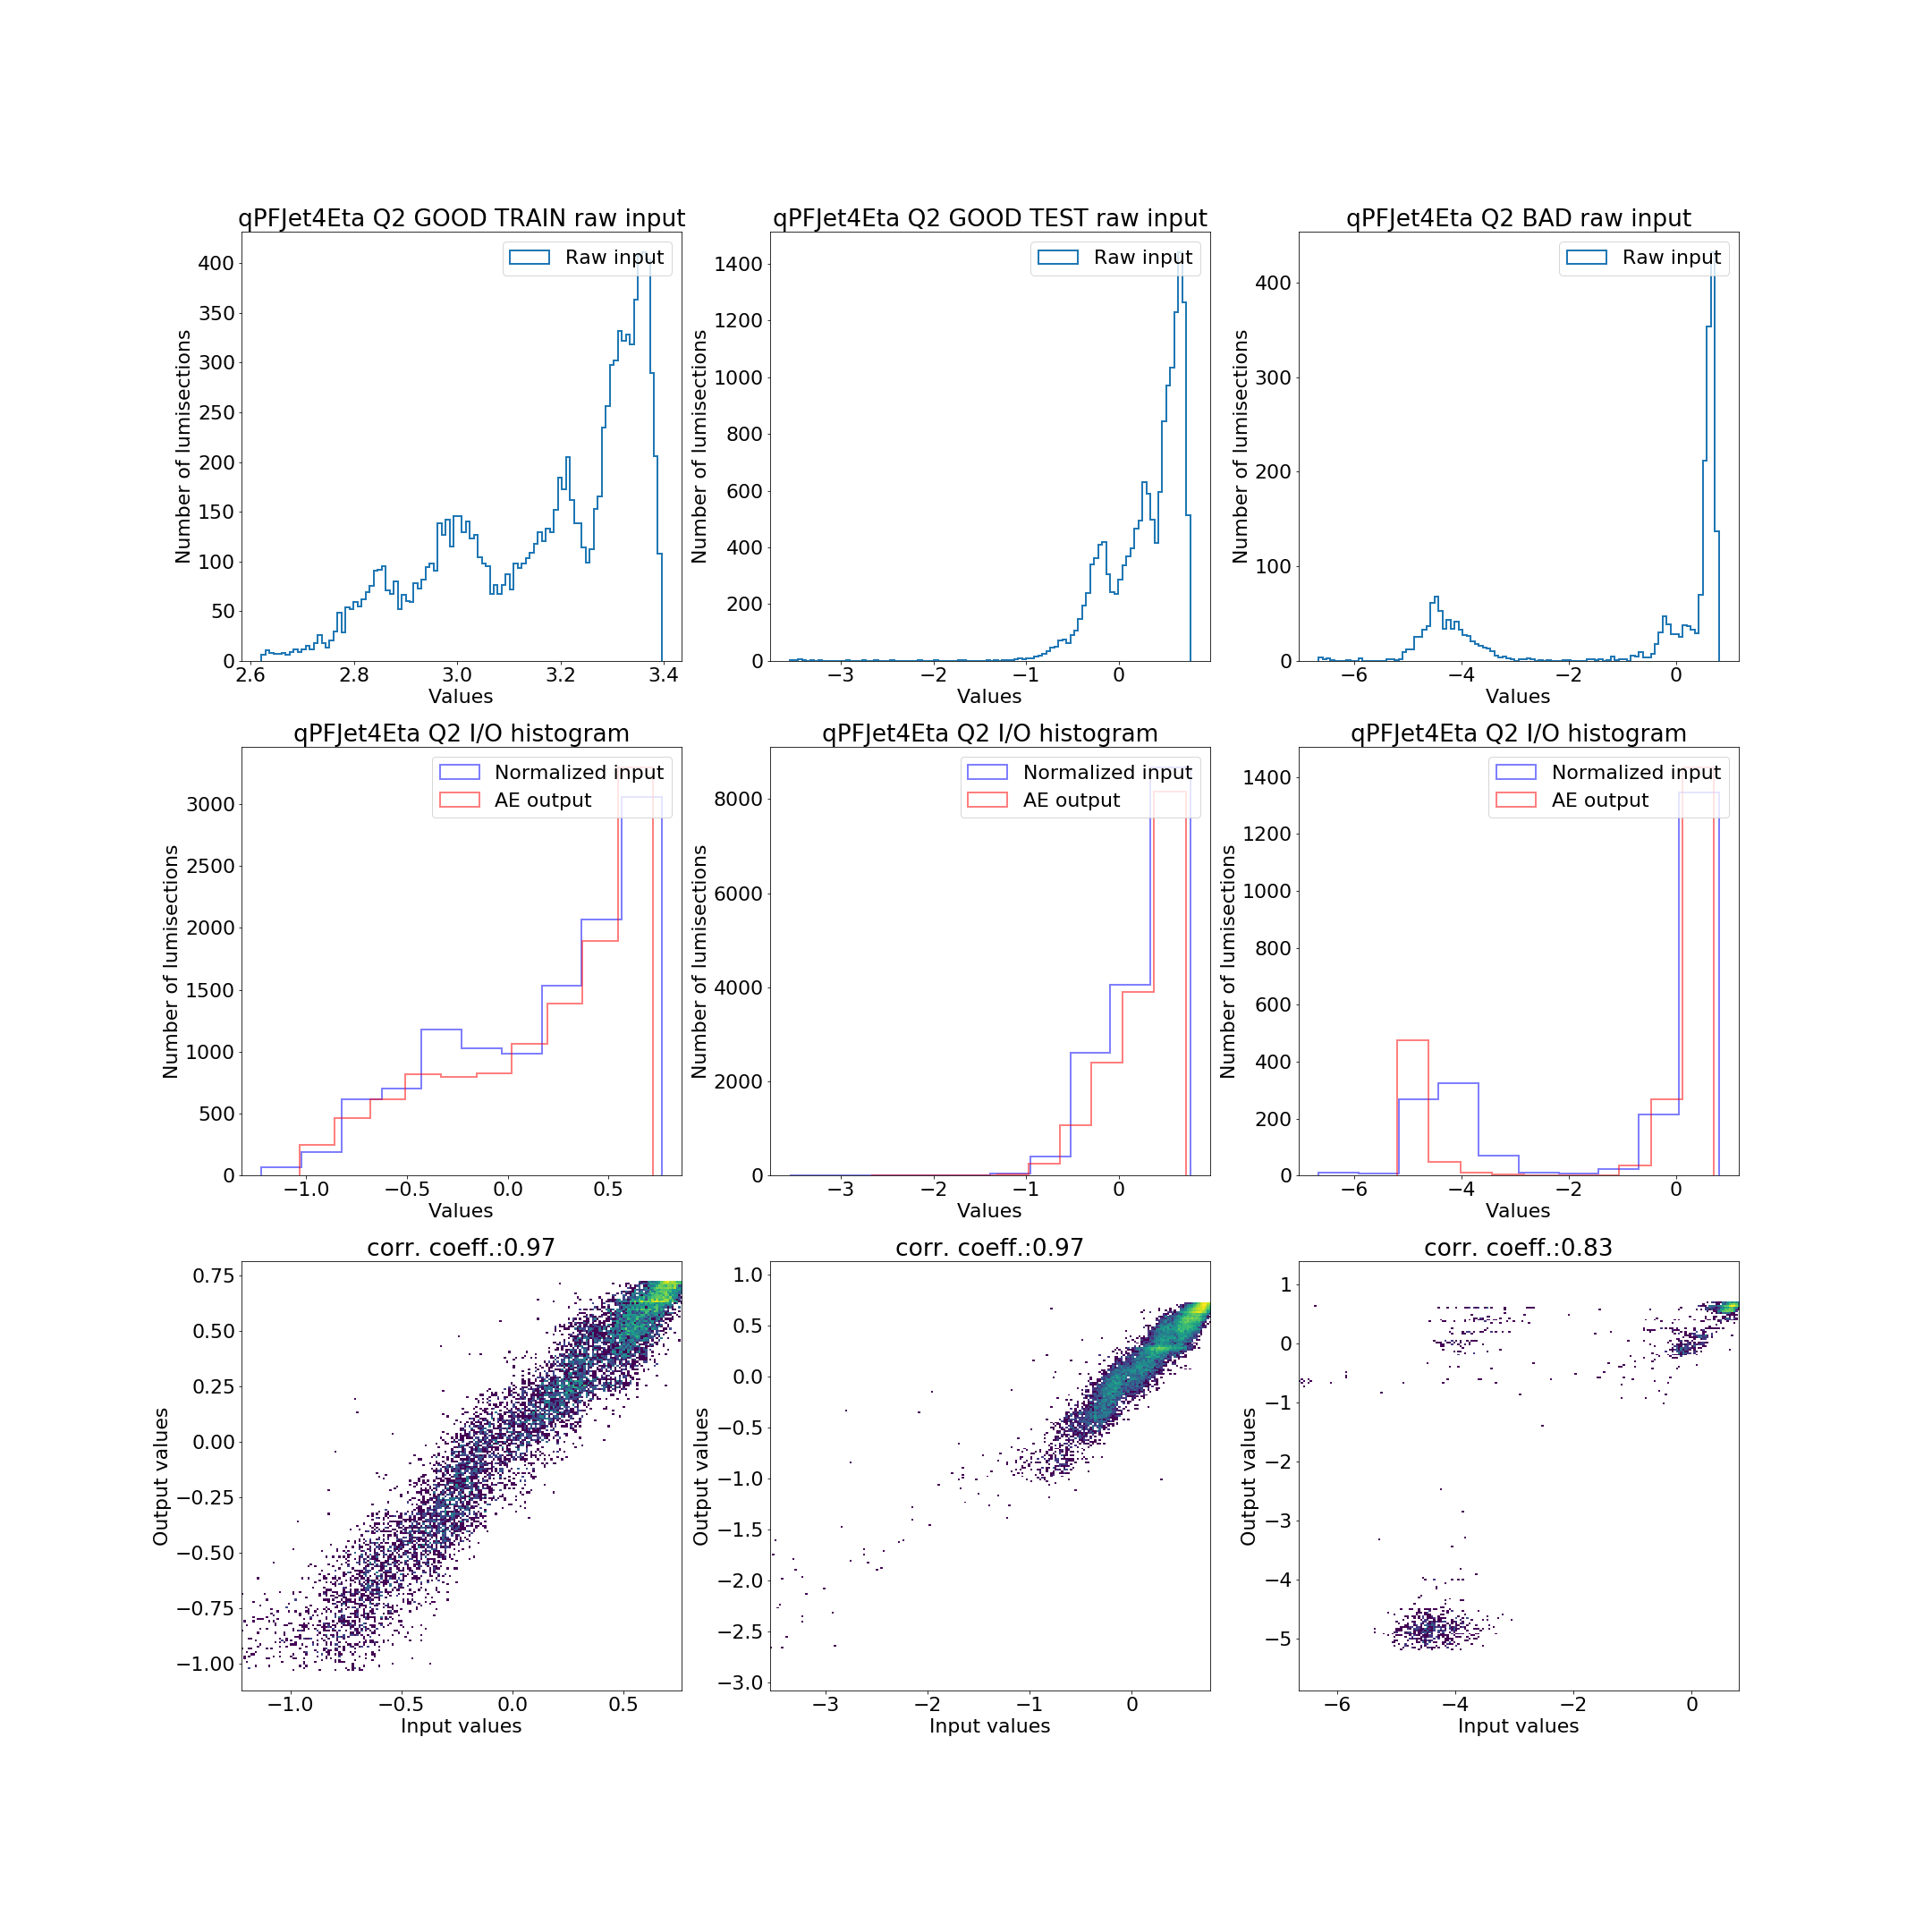 qPFJet4Eta Q2 GOOD TRAIN raw input
Raw input
400
350
300
250
200
150
100
50
0
2.6 2.8 3.0 3.2 3.4
Number of lumisections
Values
qPFJet4Eta Q2 GOOD TEST raw input
Raw input
1400
1200
1000
800
600
400
200
0
−3 −2 −1 0
Number of lumisections
Values
qPFJet4Eta Q2 BAD raw input
Raw input
400
300
200
100
0
−6 −4 −2 0
Number of lumisections
Values
qPFJet4Eta Q2 I/O histogram
Normalized input
AE output
3000
2500
2000
1500
1000
500
0
−1.0 −0.5 0.0 0.5
Number of lumisections
Values
qPFJet4Eta Q2 I/O histogram
Normalized input
AE output
8000
6000
4000
2000
0
−3 −2 −1 0
Number of lumisections
Values
qPFJet4Eta Q2 I/O histogram
Normalized input
AE output
1400
1200
1000
800
600
400
200
0
−6 −4 −2 0
Number of lumisections
Values
corr. coeff.:0.97
0.75
0.50
0.25
0.00
−0.25
−0.50
−0.75
−1.00
−1.0 −0.5 0.0 0.5
Output values
Input values
corr. coeff.:0.97
1.0
0.5
0.0
−0.5
−1.0
−1.5
−2.0
−2.5
−3.0
−3 −2 −1 0
Output values
Input values
corr. coeff.:0.83
1
0
−1
−2
−3
−4
−5
−6 −4 −2 0
Output values
Input values